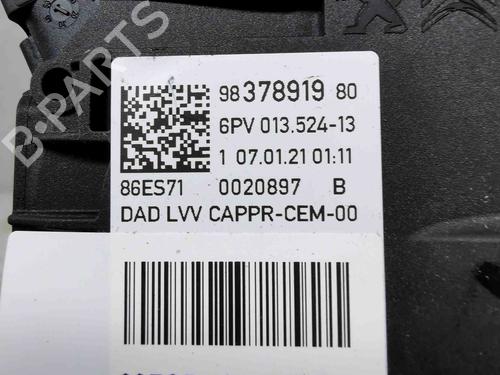 98 378919 80
6PV 013.524-13
1 07.01.21 01:11
86ES71 0020897 B
DAD LVV CAPPR-CEM-00
B-PARTS